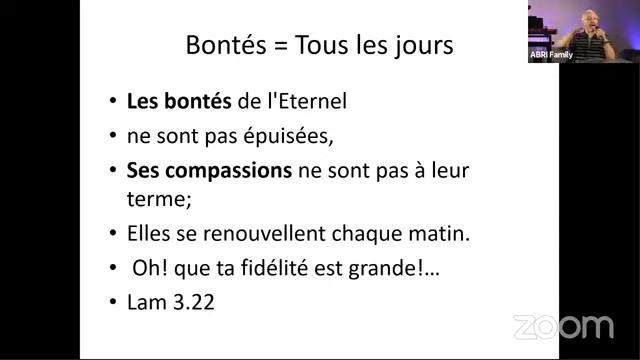 Bontés = Tous les jours
ABRI Family
• Les bontés de l'Eternel
• ne sont pas épuisées,
• Ses compassions ne sont pas à leur
terme;
• Elles se renouvellent chaque matin.
• Oh! que ta fidélité est grande!...
• Lam 3.22
zoom